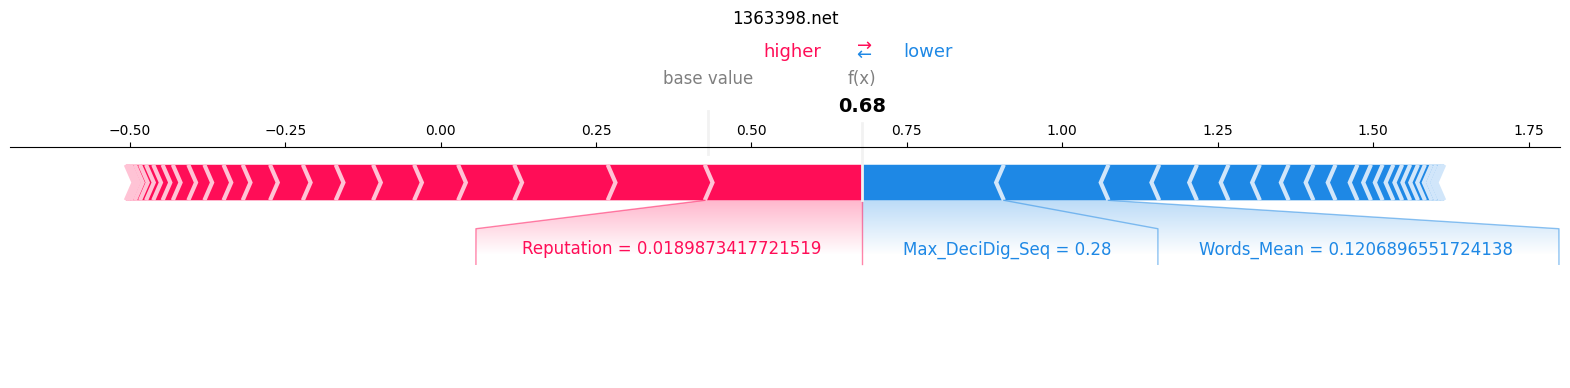 1363398.net
higher ⇄ lower
base value f(x)
0.68
−0.50 −0.25 0.00 0.25 0.50 0.75 1.00 1.25 1.50 1.75
Reputation = 0.0189873417721519 Max_DeciDig_Seq = 0.28 Words_Mean = 0.1206896551724138